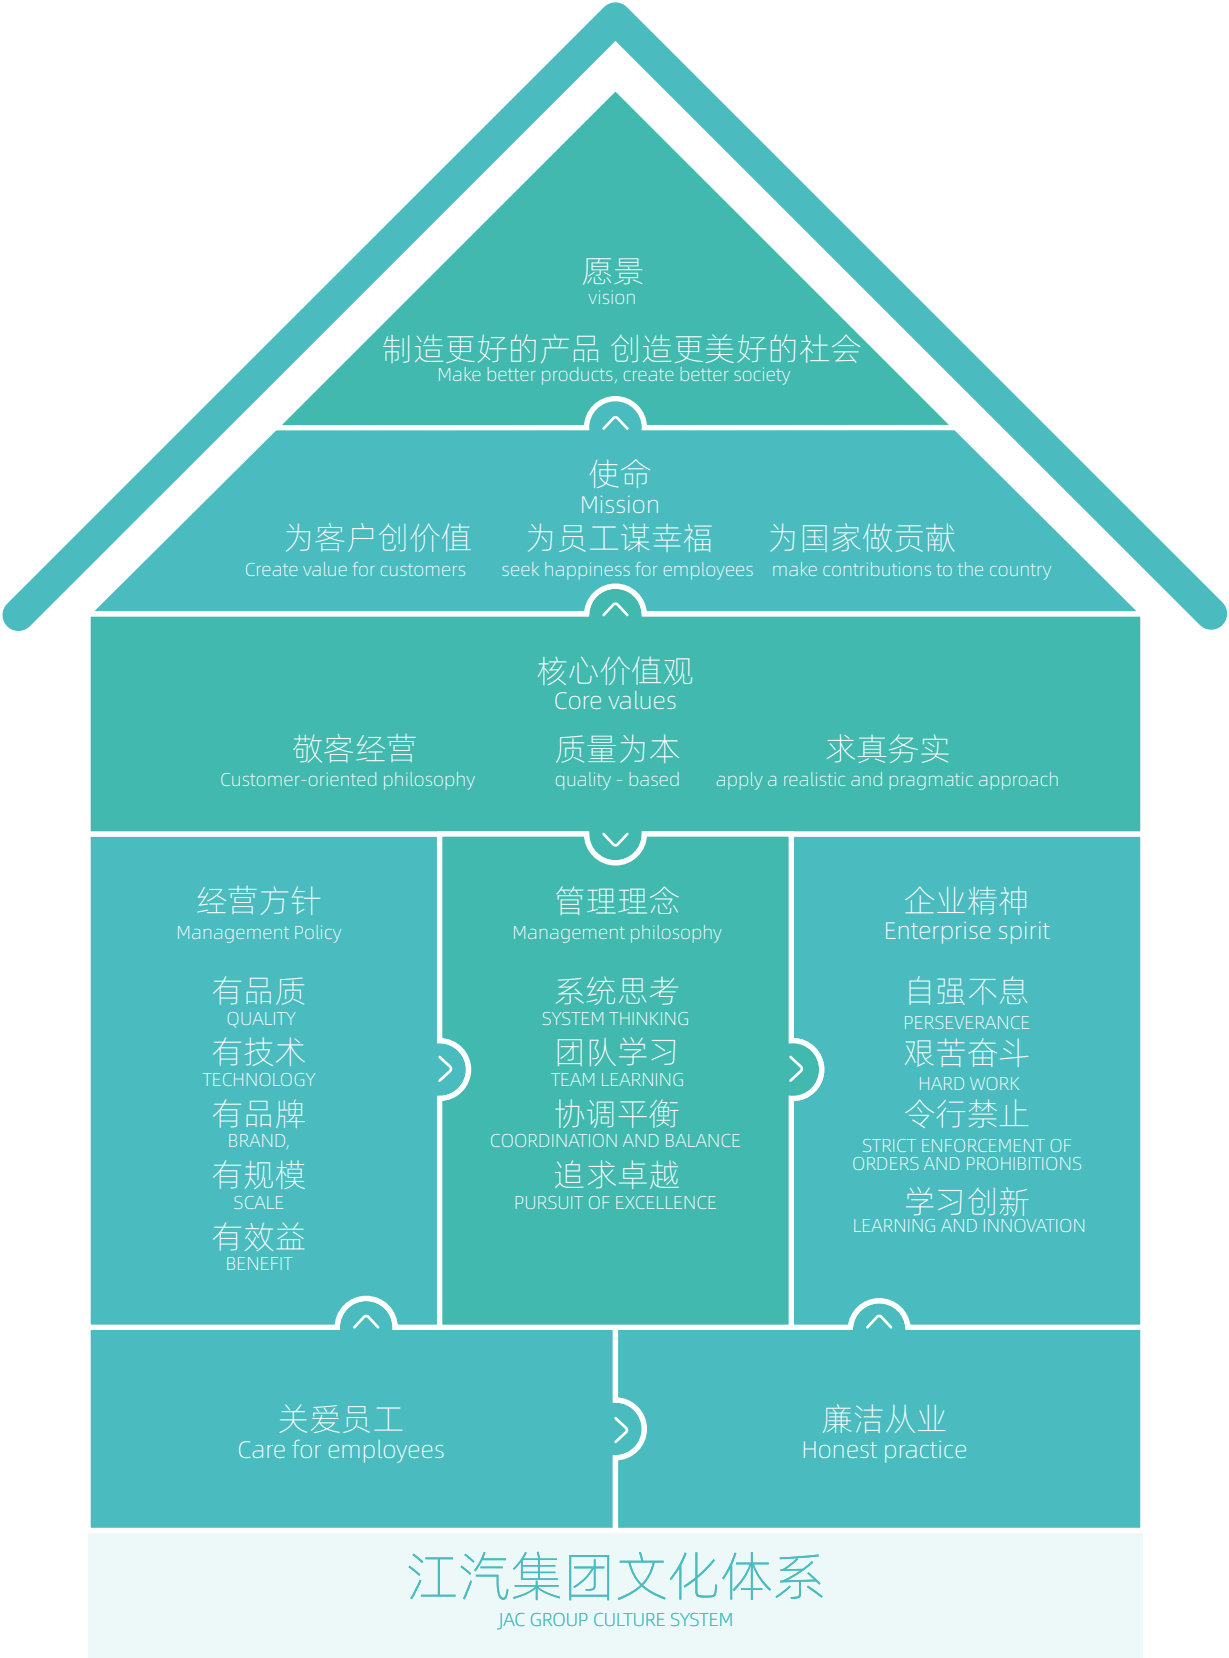 愿景
vision
制造更好的产品 创造更美好的社会
Make better products, create better society
使命
Mission
为客户创价值
Create value for customers
为员工谋幸福
seek happiness for employees
为国家做贡献
make contributions to the country
核心价值观
Core values
敬客经营
Customer-oriented philosophy
质量为本
quality - based
求真务实
apply a realistic and pragmatic approach
经营方针
Management Policy
有品质
QUALITY
有技术
TECHNOLOGY
有品牌
BRAND,
有规模
SCALE
有效益
BENEFIT
管理理念
Management philosophy
系统思考
SYSTEM THINKING
团队学习
TEAM LEARNING
协调平衡
COORDINATION AND BALANCE
追求卓越
PURSUIT OF EXCELLENCE
企业精神
Enterprise spirit
自强不息
PERSEVERANCE
艰苦奋斗
HARD WORK
令行禁止
STRICT ENFORCEMENT OF
ORDERS AND PROHIBITIONS
学习创新
LEARNING AND INNOVATION
关爱员工
Care for employees
廉洁从业
Honest practice
江汽集团文化体系
JAC GROUP CULTURE SYSTEM